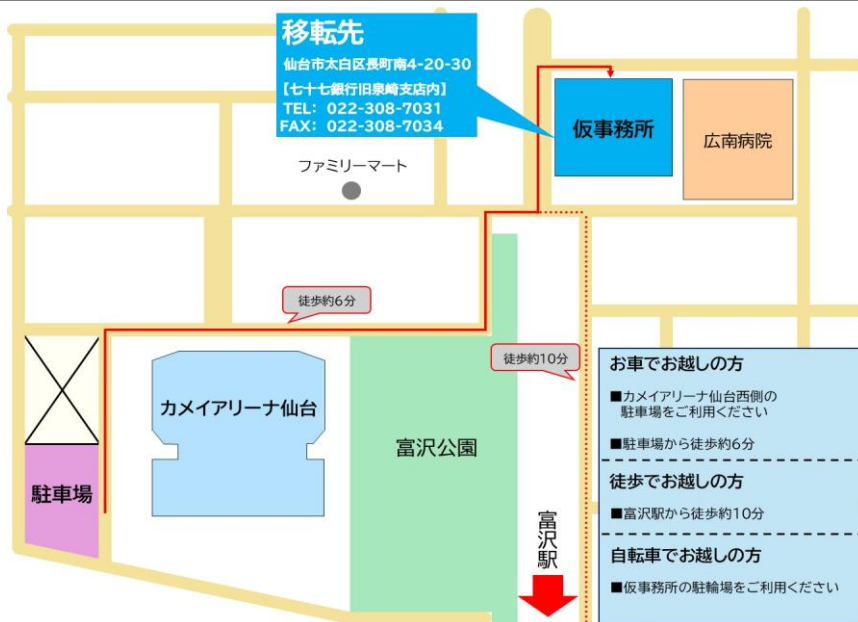 移転先
仙台市太白区長町南4-20-30
【七十七銀行旧泉崎支店内】
TEL: 022-308-7031
FAX: 022-308-7034
仮事務所
広南病院
ファミリーマート
徒歩約6分
徒歩約10分
カメイアリーナ仙台
富沢公園
駐車場
富沢駅
お車でお越しの方
■カメイアリーナ仙台西側の
駐車場をご利用ください
■駐車場から徒歩約6分
徒歩でお越しの方
■富沢駅から徒歩約10分
自転車でお越しの方
■仮事務所の駐輪場をご利用ください